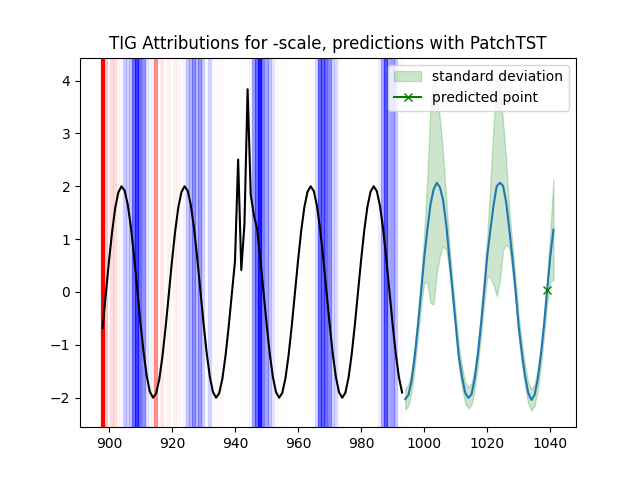 TIG Attributions for -scale, predictions with PatchTST
standard deviation
predicted point
4
3
2
1
0
−1
−2
900 920 940 960 980 1000 1020 1040